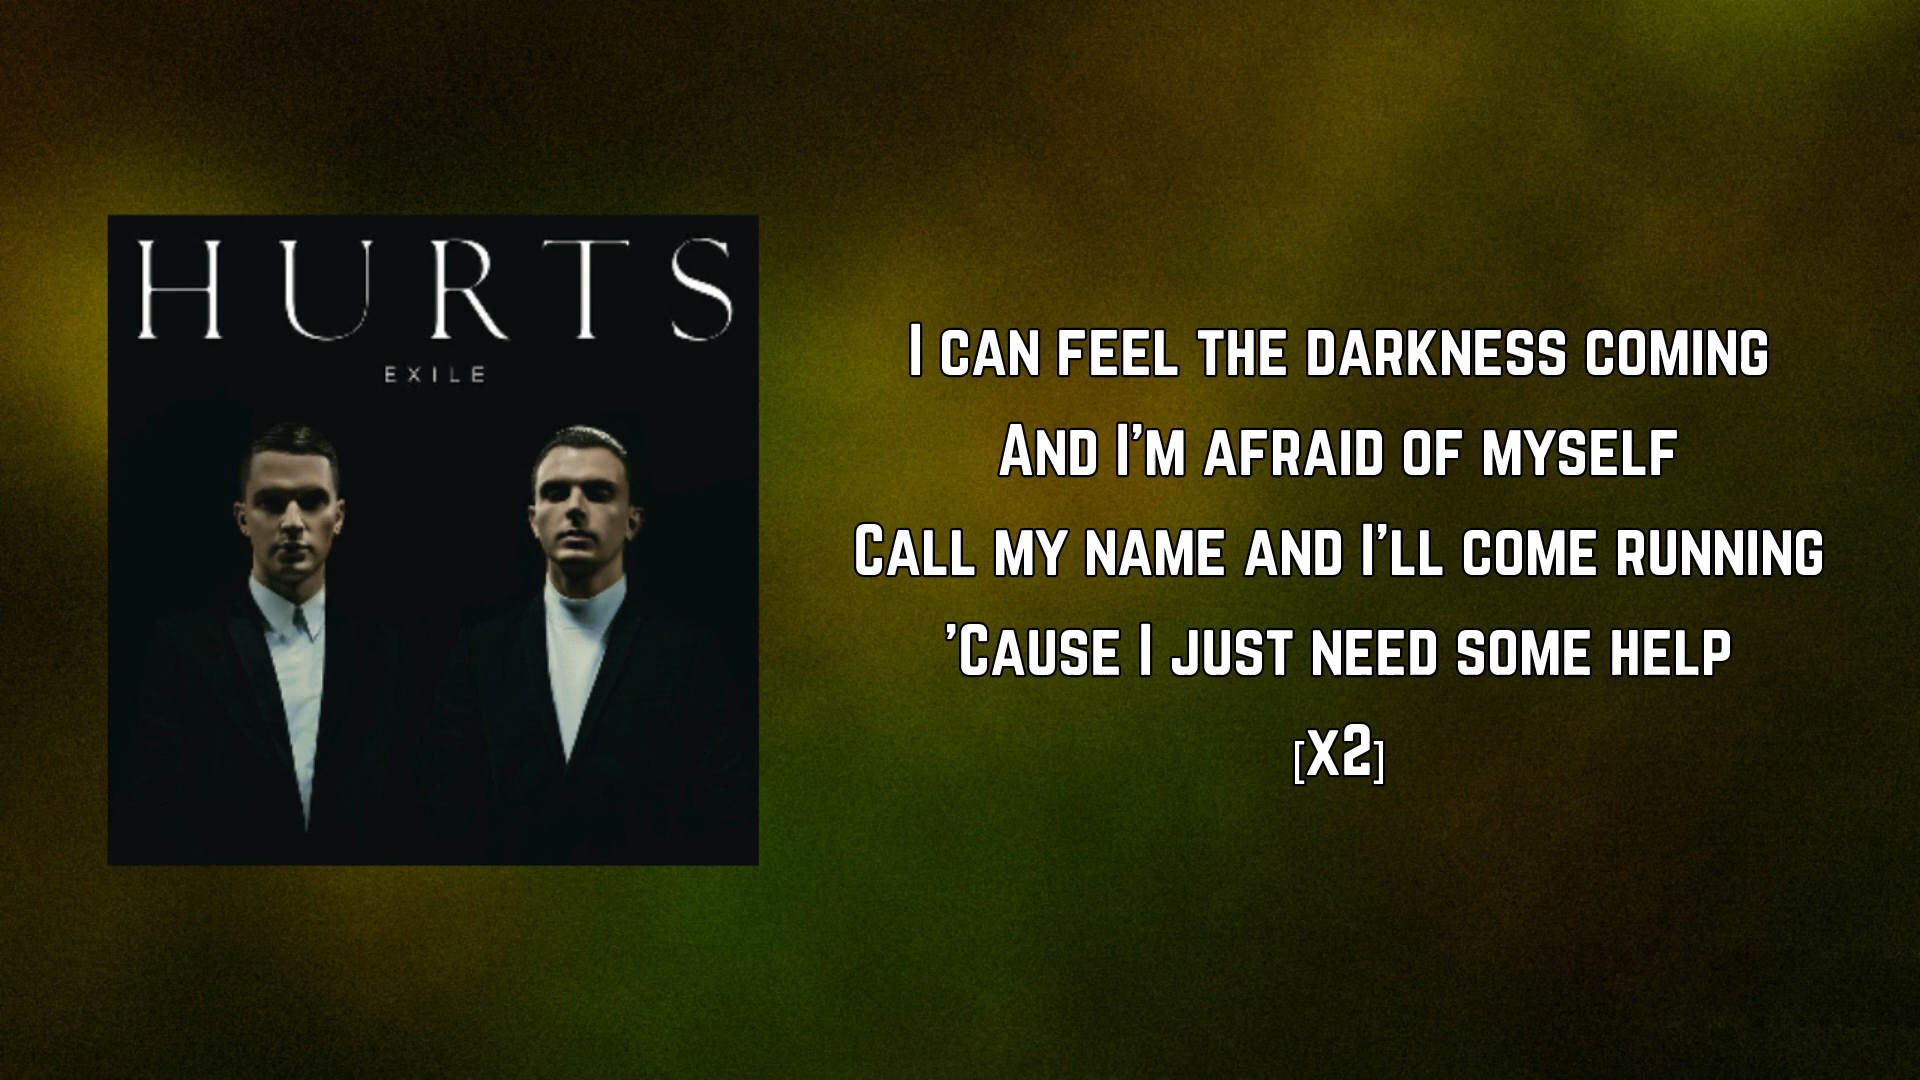 HURTS
EXILE
I can feel the darkness coming
And I'm afraid of myself
Call my name and I'll come running
'Cause I just need some help
[x2]